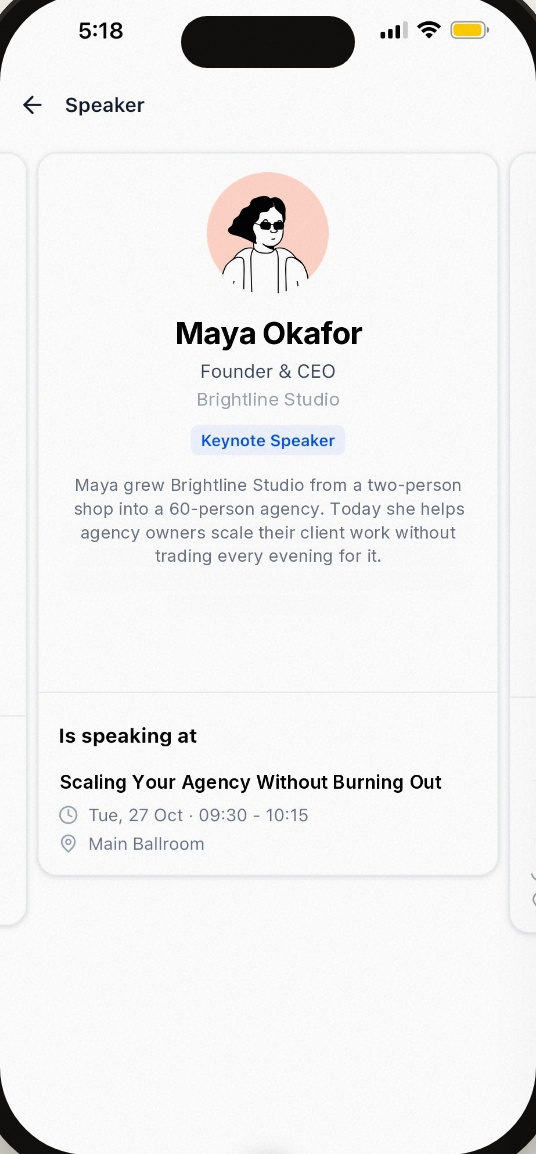 5:18
Speaker
Maya Okafor
Founder & CEO
Brightline Studio
Keynote Speaker
Maya grew Brightline Studio from a two-person
shop into a 60-person agency. Today she helps
agency owners scale their client work without
trading every evening for it.
Is speaking at
Scaling Your Agency Without Burning Out
Tue, 27 Oct · 09:30 - 10:15
Main Ballroom